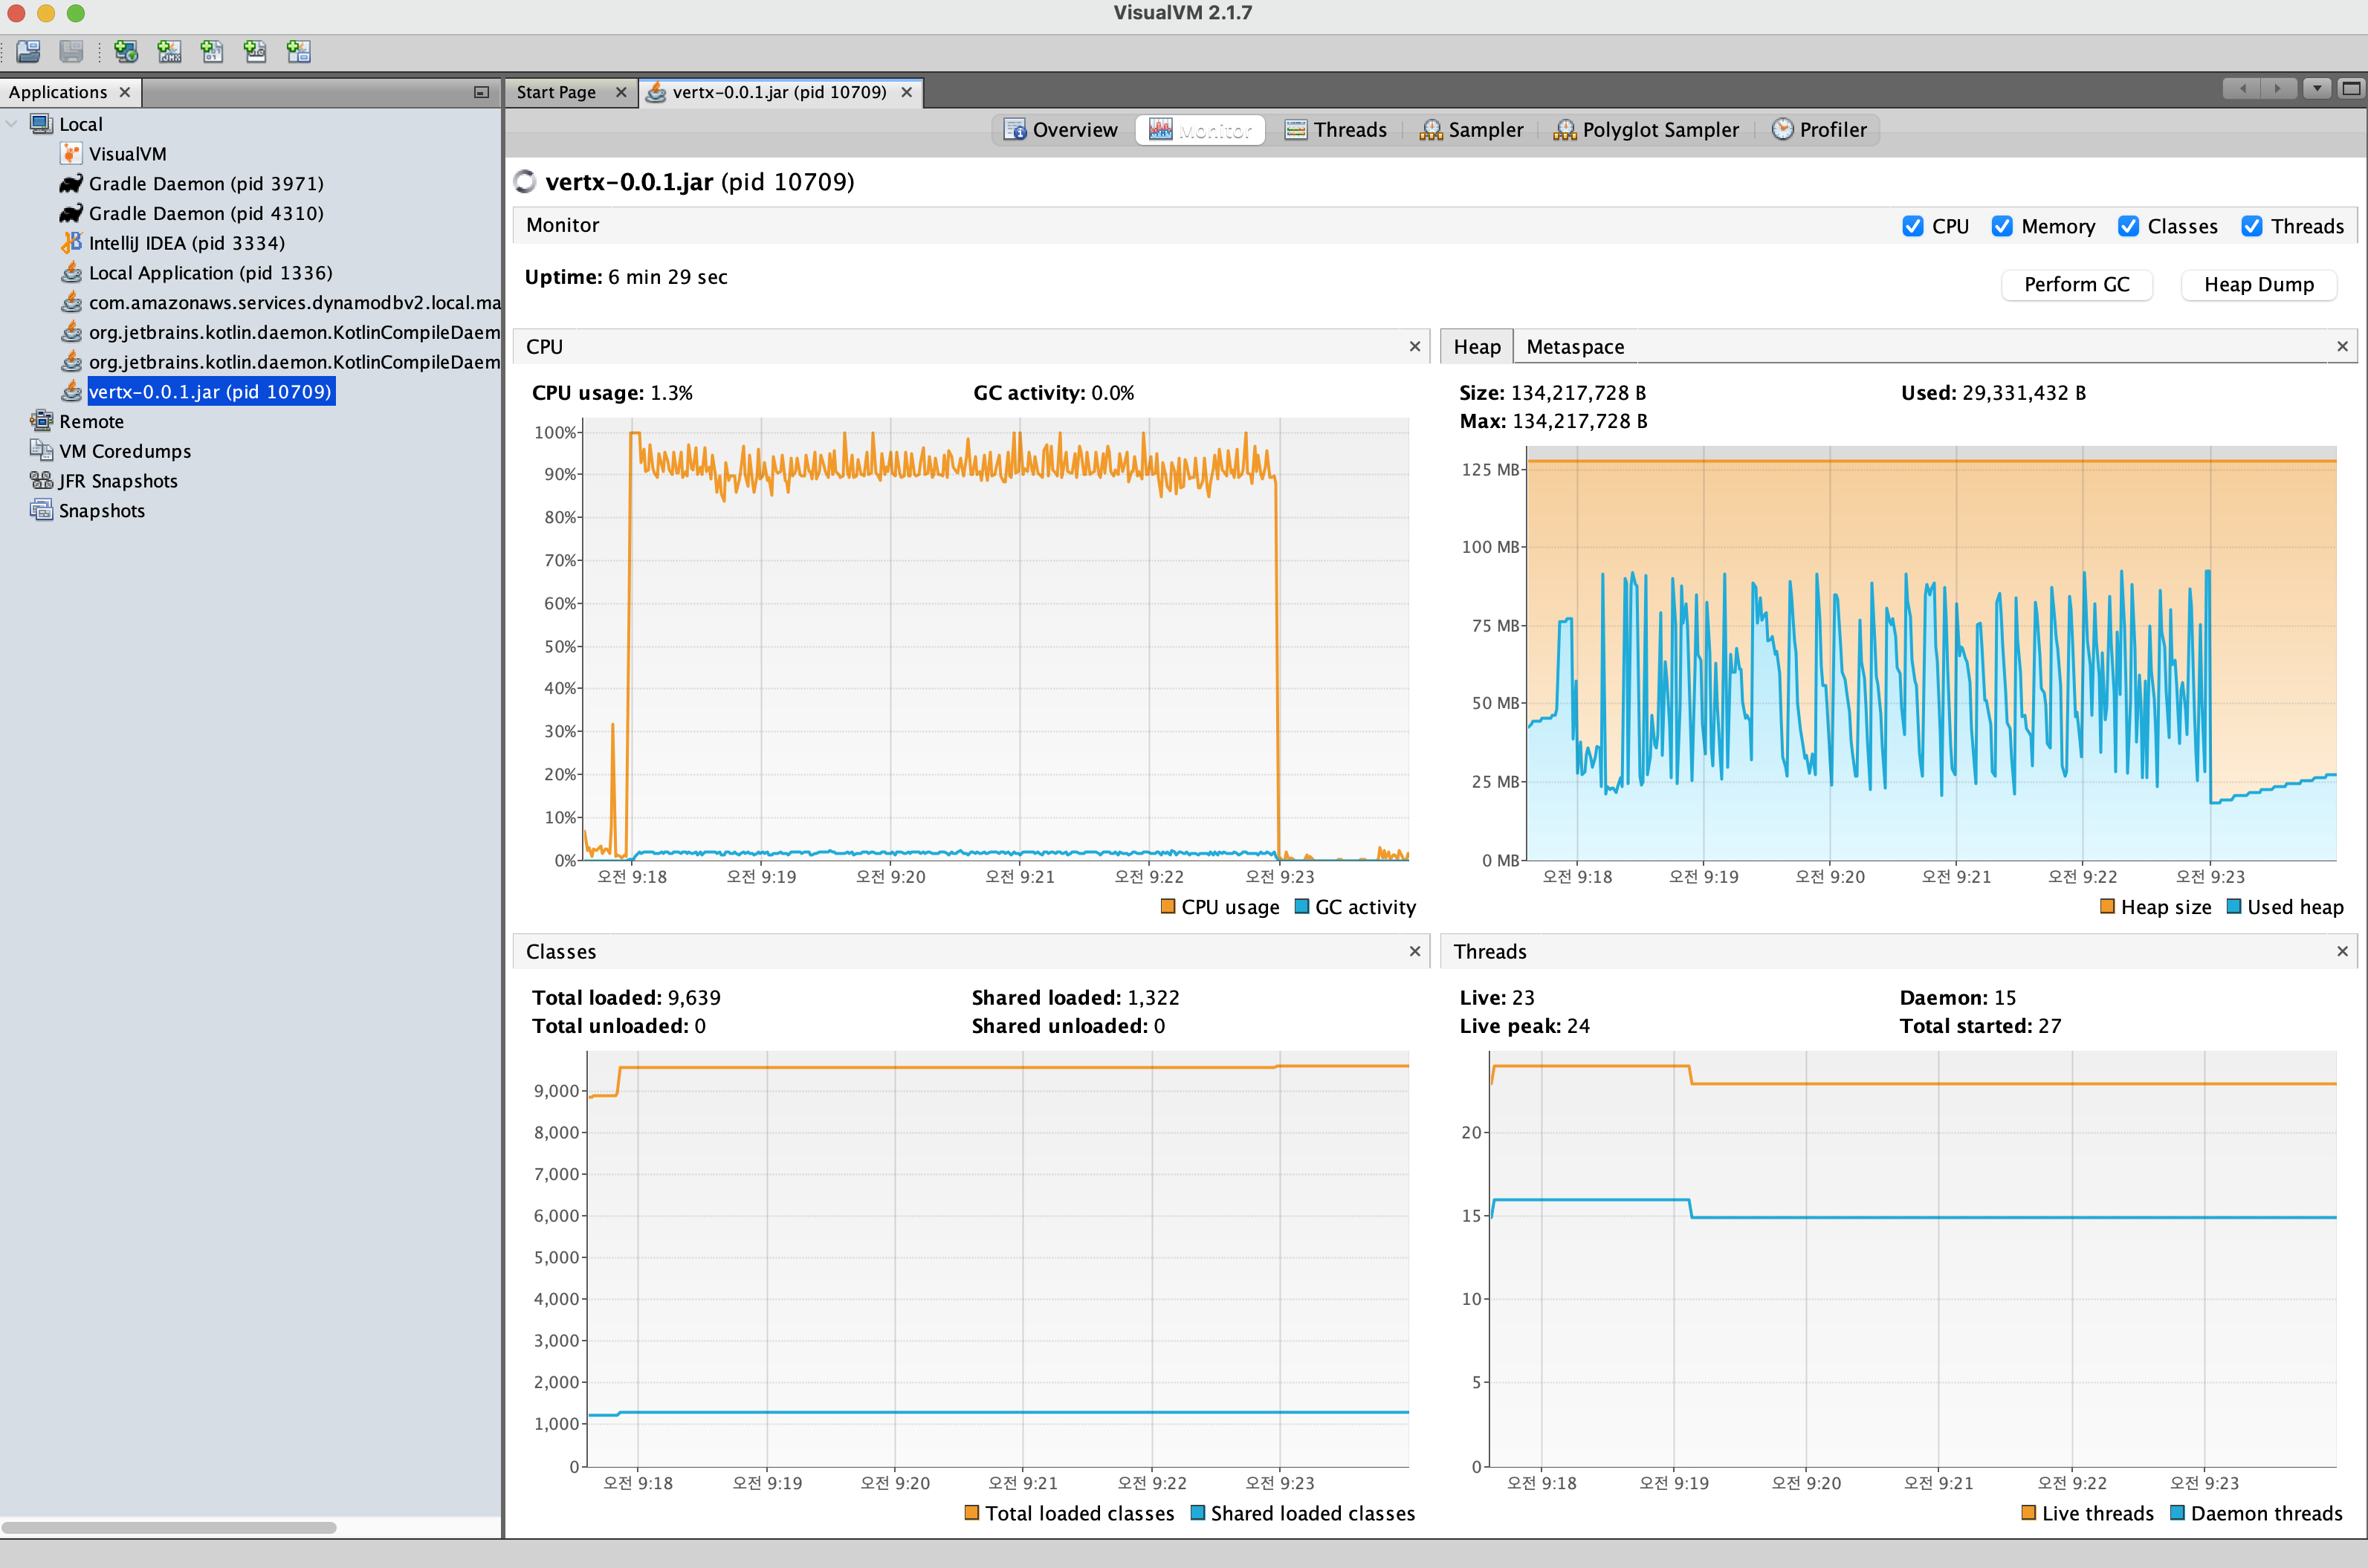 VisualVM 2.1.7
Applications
Start Page
vertx-0.0.1.jar (pid 10709)
Local
VisualVM
Gradle Daemon (pid 3971)
Gradle Daemon (pid 4310)
IntelliJ IDEA (pid 3334)
Local Application (pid 1336)
com.amazonaws.services.dynamodbv2.local.ma
org.jetbrains.kotlin.daemon.KotlinCompileDaem
org.jetbrains.kotlin.daemon.KotlinCompileDaem
vertx-0.0.1.jar (pid 10709)
Remote
VM Coredumps
JFR Snapshots
Snapshots
Overview Monitor Threads Sampler Polyglot Sampler Profiler
vertx-0.0.1.jar (pid 10709)
Monitor
CPU Memory Classes Threads
Uptime: 6 min 29 sec
Perform GC Heap Dump
CPU
CPU usage: 1.3% GC activity: 0.0%
100%
90%
80%
70%
60%
50%
40%
30%
20%
10%
0%
오전 9:18 오전 9:19 오전 9:20 오전 9:21 오전 9:22 오전 9:23
CPU usage GC activity
Heap Metaspace
Size: 134,217,728 B Used: 29,331,432 B
Max: 134,217,728 B
125 MB
100 MB
75 MB
50 MB
25 MB
0 MB
오전 9:18 오전 9:19 오전 9:20 오전 9:21 오전 9:22 오전 9:23
Heap size Used heap
Classes
Total loaded: 9,639 Shared loaded: 1,322
Total unloaded: 0 Shared unloaded: 0
9,000
8,000
7,000
6,000
5,000
4,000
3,000
2,000
1,000
0
오전 9:18 오전 9:19 오전 9:20 오전 9:21 오전 9:22 오전 9:23
Total loaded classes Shared loaded classes
Threads
Live: 23 Daemon: 15
Live peak: 24 Total started: 27
20
15
10
5
0
오전 9:18 오전 9:19 오전 9:20 오전 9:21 오전 9:22 오전 9:23
Live threads Daemon threads